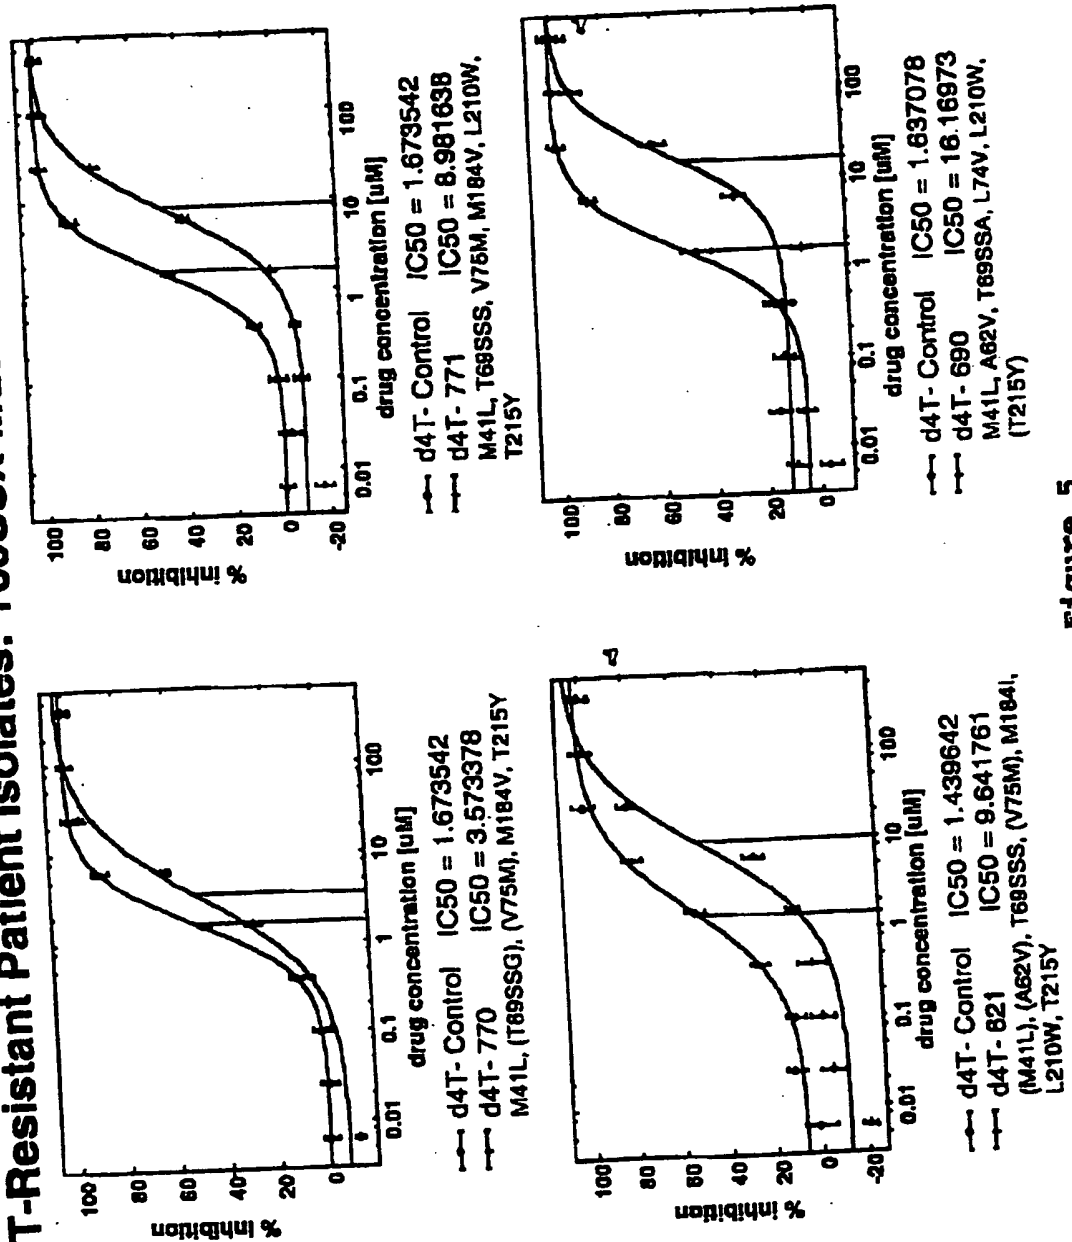 T-Resistant Patient Isolates:
% inhibition
100
80
60
40
20
0
0.01
0.1
1
10
100
drug concentration [uM]
d4T- Control IC50 = 1.673542
d4T- 770 IC50 = 3.573378
M41L, (T69SSG), (V75M), M184V, T215Y
% inhibition
100
80
60
40
20
0
-20
0.01
0.1
1
10
100
drug concentration [uM]
d4T- Control IC50 = 1.673542
d4T- 771 IC50 = 8.981638
M41L, T69SSS, V75M, M184V, L210W,
T215Y
% inhibition
100
80
60
40
20
0
-20
0.01
0.1
1
10
100
drug concentration [uM]
d4T- Control IC50 = 1.439642
d4T- 621 IC50 = 9.641761
(M41L), (A62V), T69SSS, (V75M), M184I,
L210W, T215Y
% inhibition
100
80
60
40
20
0
0.01
0.1
1
10
100
drug concentration [uM]
d4T- Control IC50 = 1.637078
d4T- 690 IC50 = 16.16973
M41L, A62V, T69SSA, L74V, L210W,
(T215Y)
Figure 5